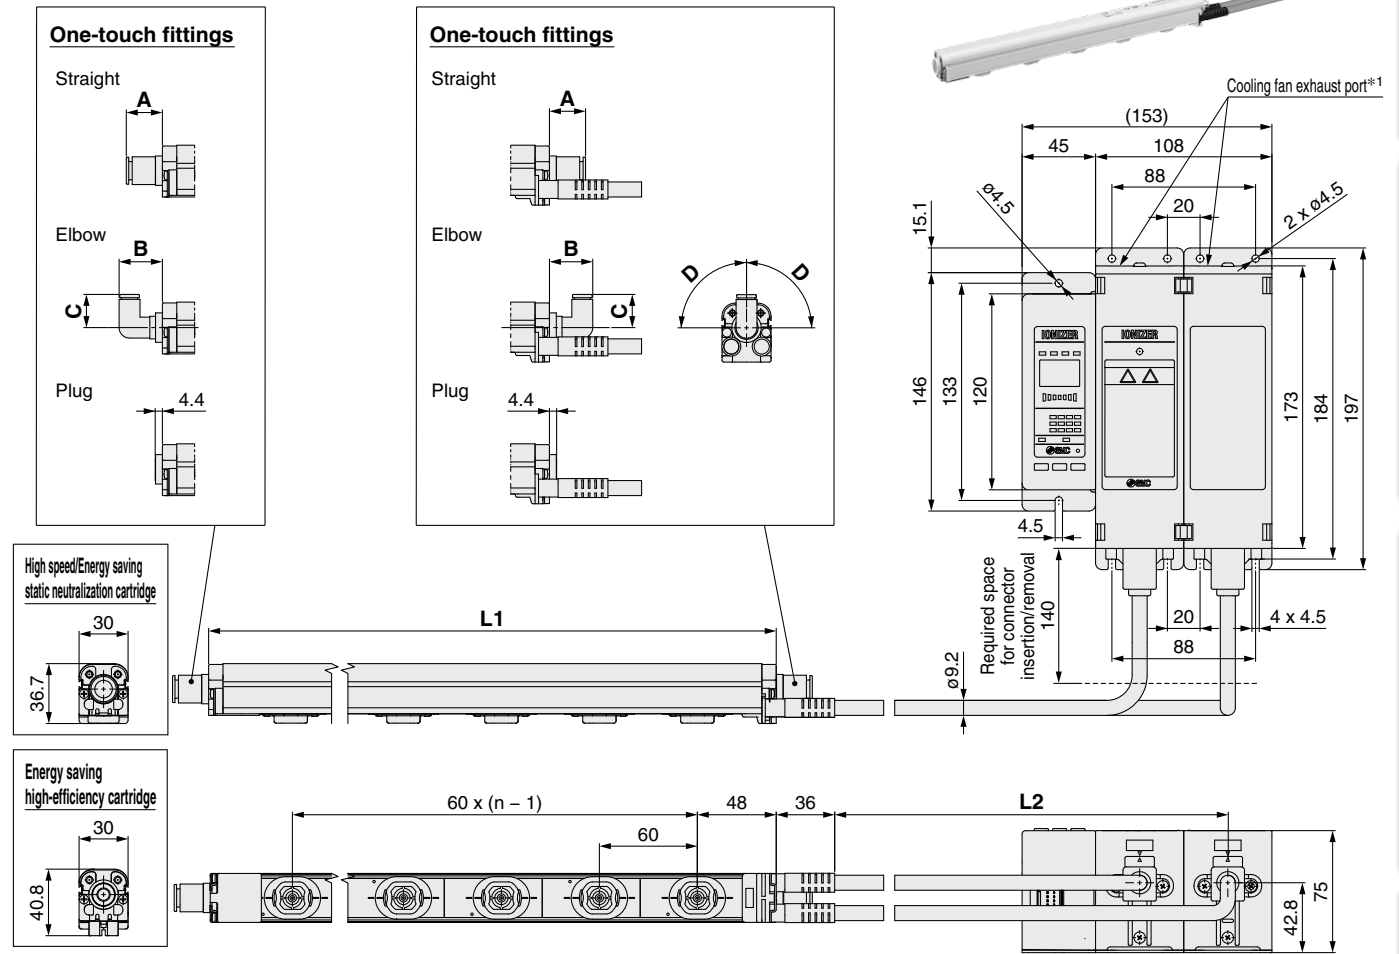 One-touch fittings
Straight
A
Elbow
B
C
Plug
4.4
One-touch fittings
Straight
A
Elbow
B
C
D
D
Plug
4.4
Cooling fan exhaust port*1
(153)
45
108
88
20
ø4.5
2 x ø4.5
15.1
146
133
120
173
184
197
IONIZER
IONIZER
SMC
SMC
4.5
Required space
for connector
insertion/removal
140
20
4 x 4.5
88
ø9.2
High speed/Energy saving
static neutralization cartridge
30
36.7
L1
Energy saving
high-efficiency cartridge
30
40.8
60 x (n − 1)
48
36
L2
60
75
42.8